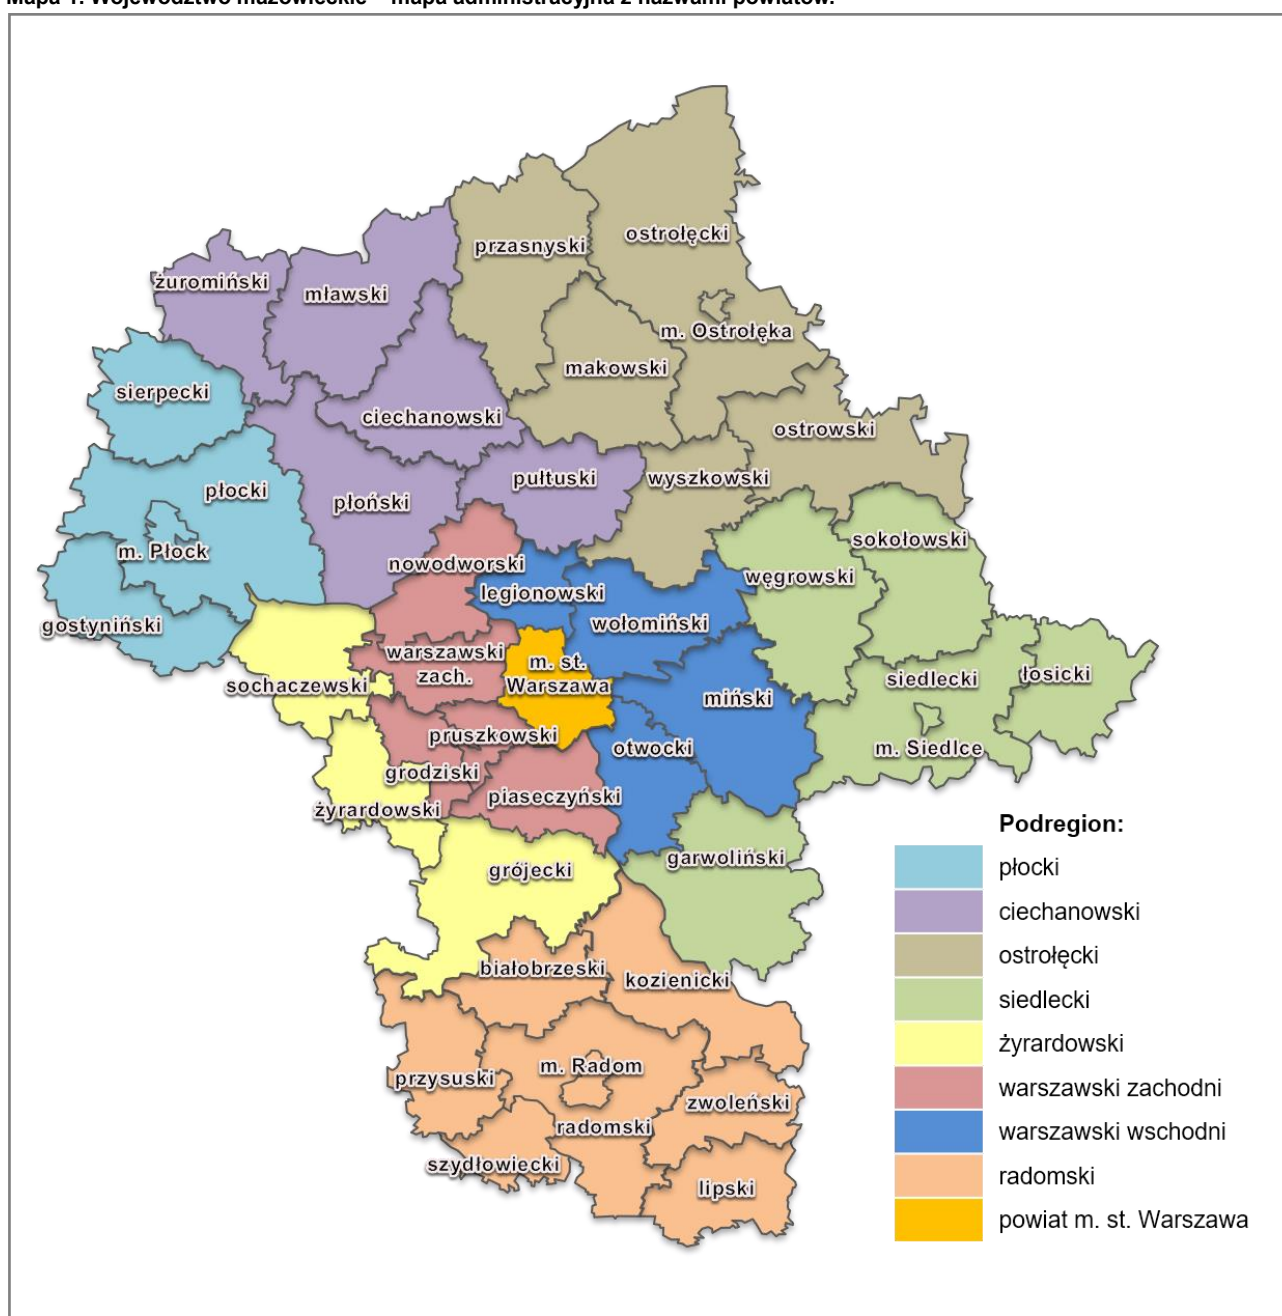 Mapa 1. Województwo mazowieckie – mapa administracyjna z nazwami powiatów.
ostrołęcki
przasnyski
żuromiński
mławski
m. Ostrołęka
makowski
sierpecki
ciechanowski
ostrowski
pułtuski
wyszkowski
płocki
płoński
sokołowski
m. Płock
nowodworski
węgrowski
legionowski
gostyniński
wołomiński
warszawski
zach.
m. st.
Warszawa
sochaczewski
siedlecki
łosicki
miński
pruszkowski
otwocki
m. Siedlce
grodziski
piaseczyński
żyrardowski
garwoliński
grójecki
białobrzeski
kozienicki
m. Radom
przysuski
zwoleński
radomski
szydłowiecki
lipski
Podregion:
płocki
ciechanowski
ostrołęcki
siedlecki
żyrardowski
warszawski zachodni
warszawski wschodni
radomski
powiat m. st. Warszawa